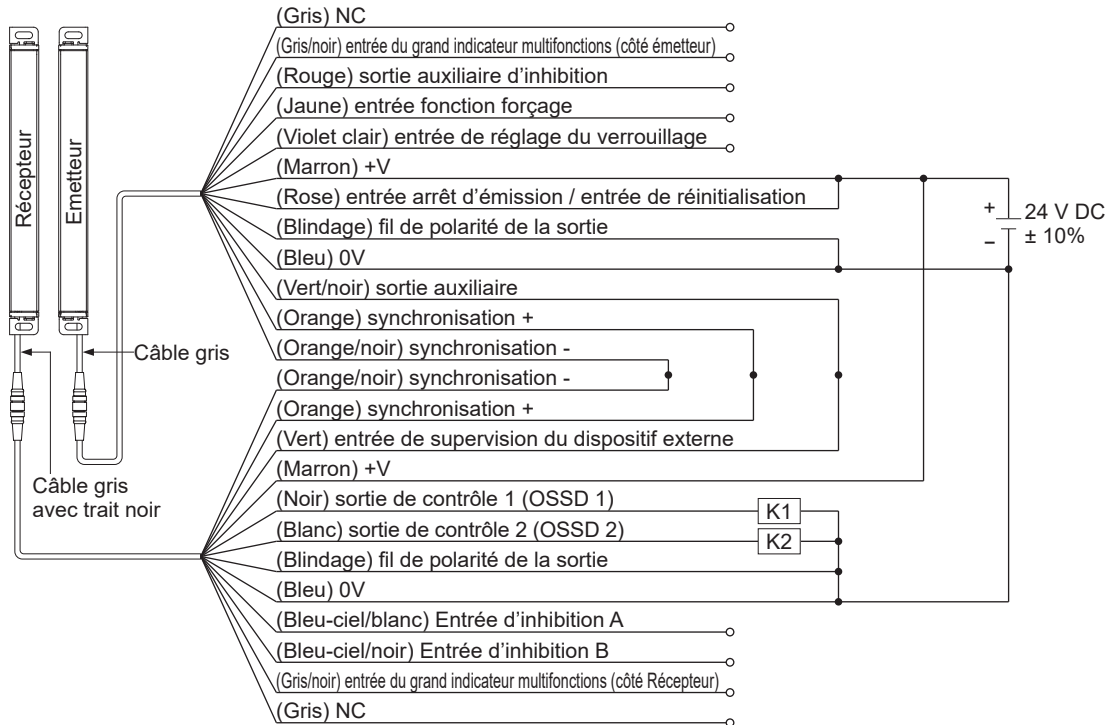 (Gris) NC
(Gris/noir) entrée du grand indicateur multifonctions (côté émetteur)
(Rouge) sortie auxiliaire d'inhibition
(Jaune) entrée fonction forçage
(Violet clair) entrée de réglage du verrouillage
(Marron) +V
(Rose) entrée arrêt d'émission / entrée de réinitialisation
(Blindage) fil de polarité de la sortie
(Bleu) 0V
(Vert/noir) sortie auxiliaire
(Orange) synchronisation +
(Orange/noir) synchronisation -
(Orange/noir) synchronisation -
(Orange) synchronisation +
(Vert) entrée de supervision du dispositif externe
(Marron) +V
(Noir) sortie de contrôle 1 (OSSD 1)
K1
(Blanc) sortie de contrôle 2 (OSSD 2)
K2
(Blindage) fil de polarité de la sortie
(Bleu) 0V
(Bleu-ciel/blanc) Entrée d'inhibition A
(Bleu-ciel/noir) Entrée d'inhibition B
(Gris/noir) entrée du grand indicateur multifonctions (côté Récepteur)
(Gris) NC
Récepteur
Emetteur
Câble gris
Câble gris
avec trait noir
+
24 V DC
± 10%
–